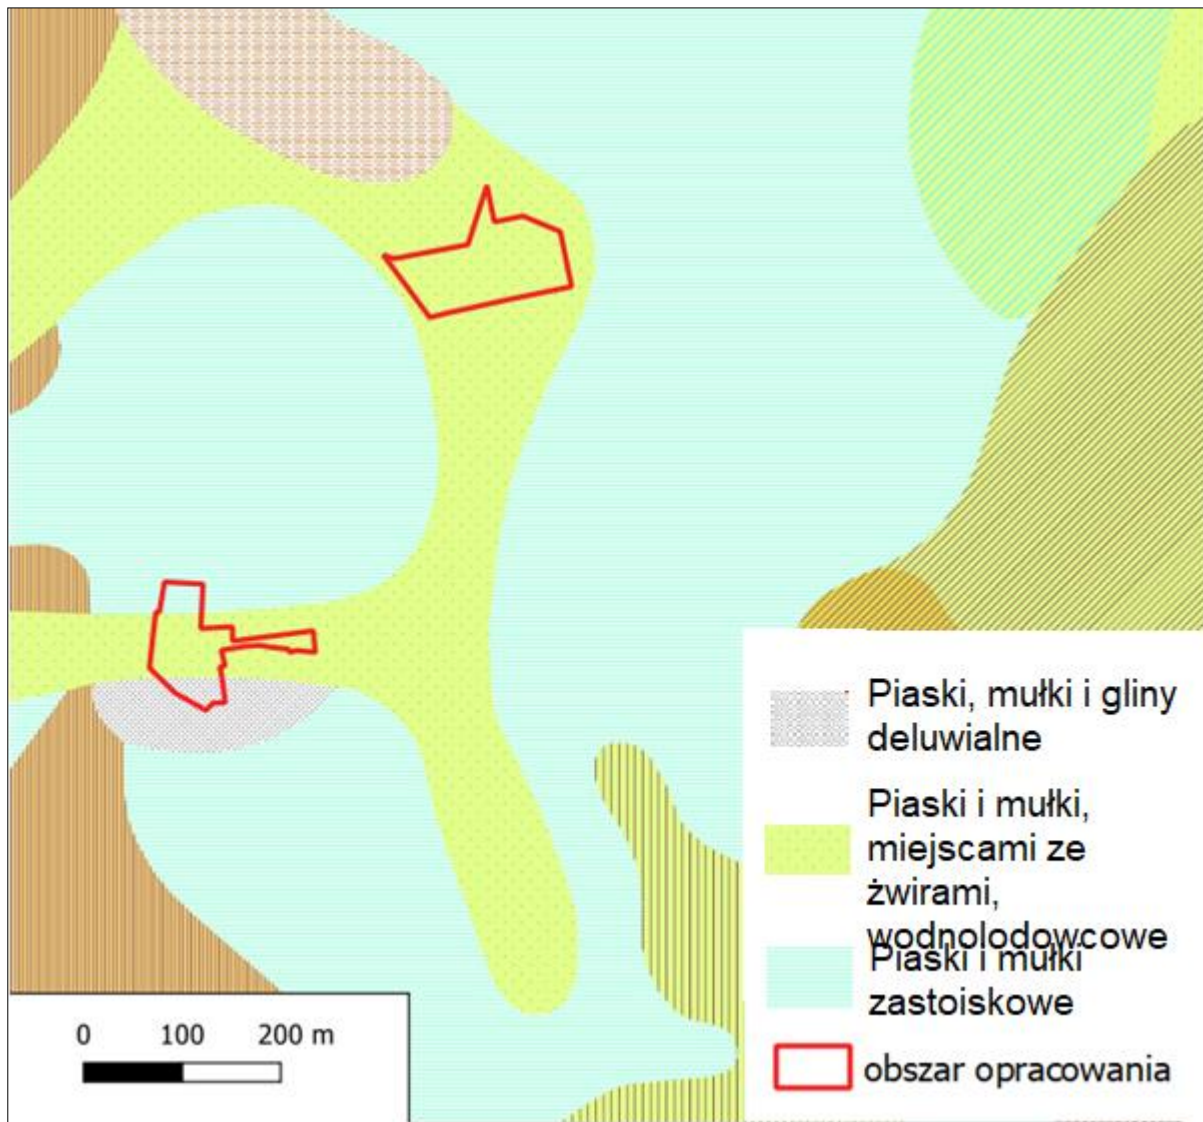 Piaski, mułki i gliny
deluwialne
Piaski i mułki,
miejscami ze
żwirami,
wodnolodowcowe
Piaski i mułki
zastoiskowe
obszar opracowania
0 100 200 m